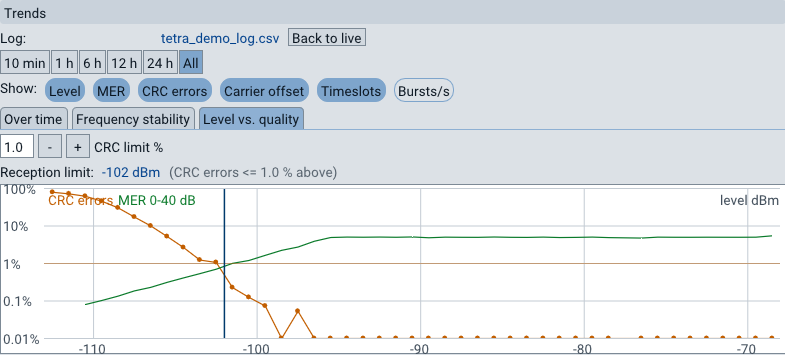 Trends
Log: tetra_demo_log.csv Back to live
10 min 1 h 6 h 12 h 24 h All
Show: Level MER CRC errors Carrier offset Timeslots Bursts/s
Over time Frequency stability Level vs. quality
1.0 - + CRC limit %
Reception limit: -102 dBm (CRC errors <= 1.0 % above)
100%
CRC errors MER 0-40 dB level dBm
10%
1%
0.1%
0.01%
-110 -100 -90 -80 -70